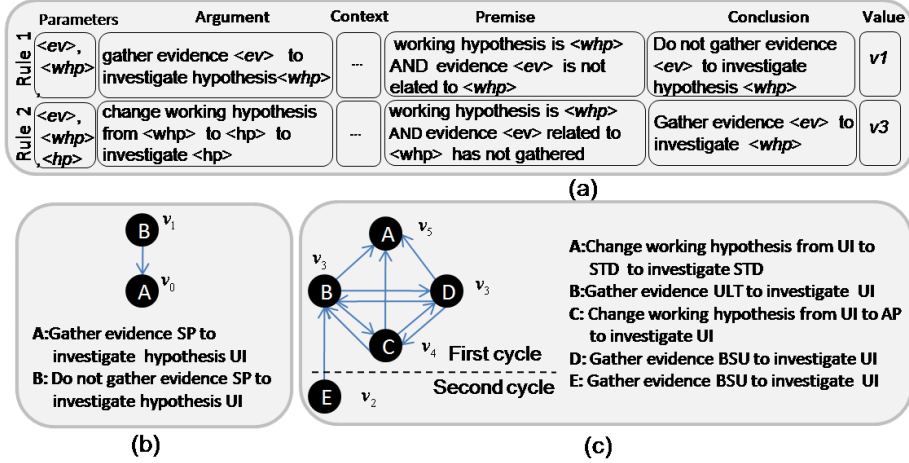 Parameters Argument Context Premise Conclusion Value
Rule 1
<ev>,
<whp>
,
gather evidence <ev> to
investigate hypothesis<whp>
---
working hypothesis is <whp>
AND evidence <ev> is not
elated to <whp>
Do not gather evidence
<ev> to investigate
hypothesis <whp>
v1
Rule 2
<ev>,
<whp>
,<hp>
change working hypothesis
from <whp> to <hp> to
investigate <hp>
---
working hypothesis is <whp>
AND evidence <ev> related to
<whp> has not gathered
Gather evidence <ev> to
investigate <whp>
v3
(a)
B v1
A v0
A:Gather evidence SP to
investigate hypothesis UI
B: Do not gather evidence SP to
investigate hypothesis UI
(b)
A v5
v3
B D v3
C v4
First cycle
Second cycle
E v2
A:Change working hypothesis from UI to
STD to investigate STD
B:Gather evidence ULT to investigate UI
C: Change working hypothesis from UI to AP
to investigate UI
D: Gather evidence BSU to investigate UI
E: Gather evidence BSU to investigate UI
(c)